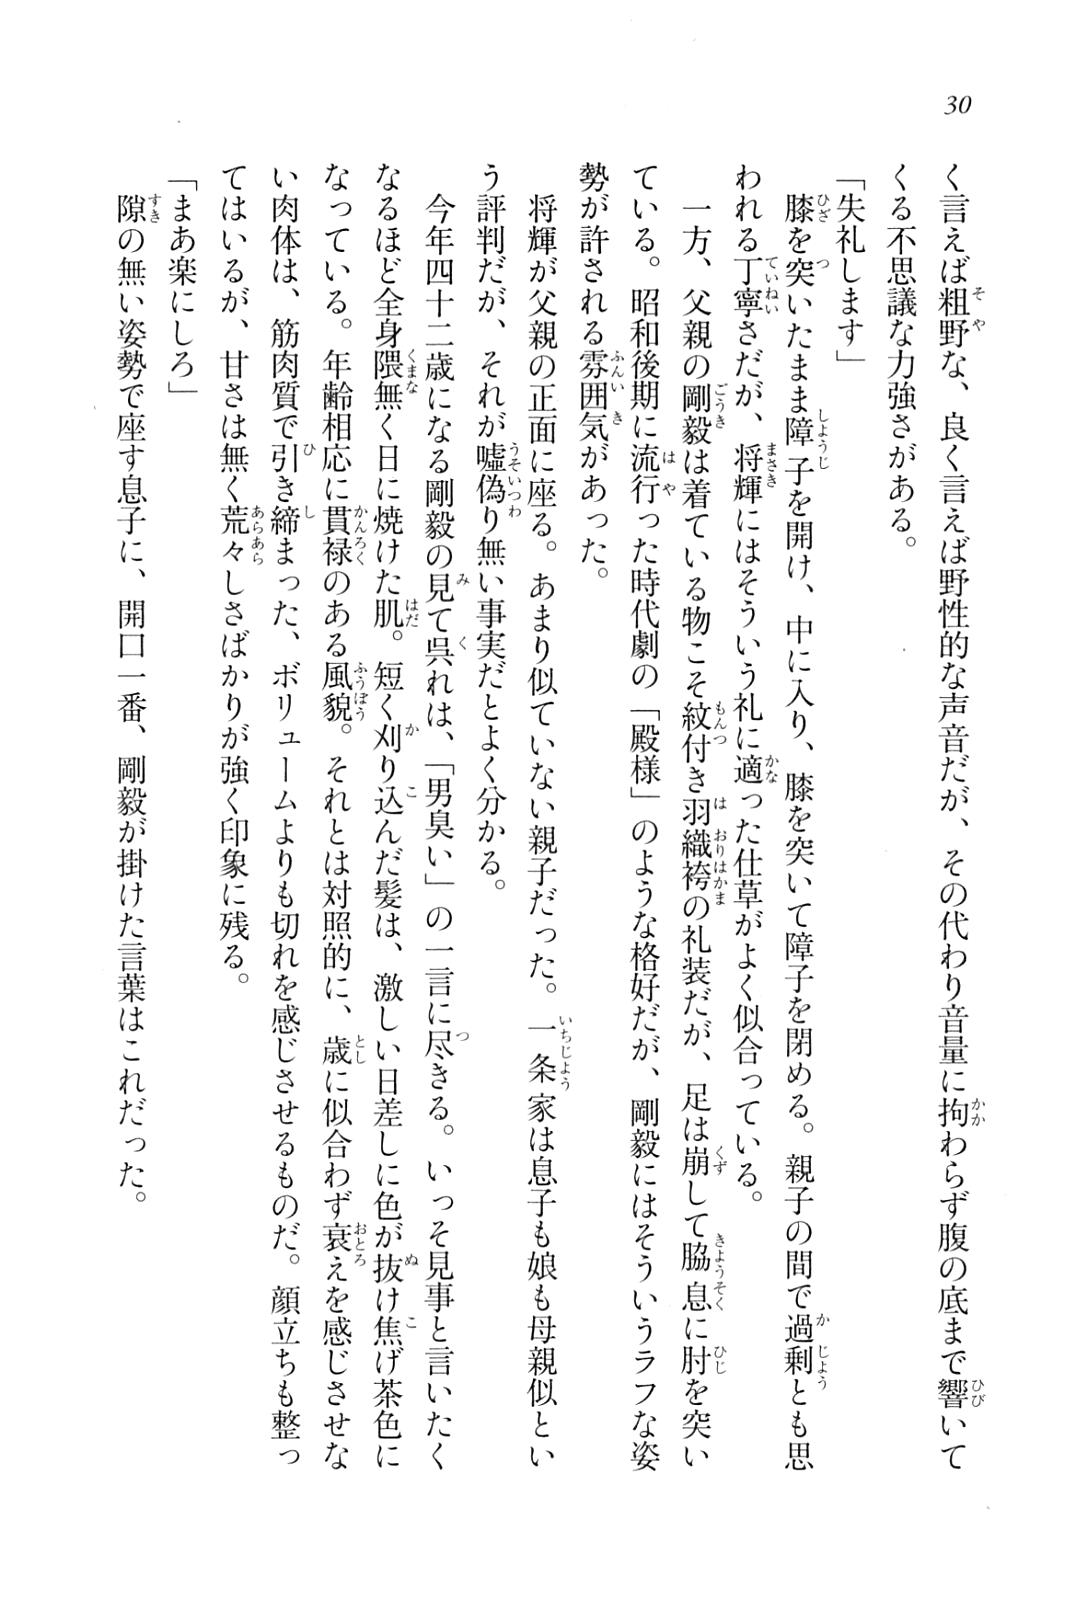 30
く言えば粗野な、良く言えば野性的な声音だが、その代わり音量に拘わらず腹の底まで響いて
くる不思議な力強さがある。
「失礼します」
膝を突いたまま障子を開け、中に入り、膝を突いて障子を閉める。親子の間で過剰とも思
われる丁寧さだが、将輝にはそういう礼に適った仕草がよく似合っている。
一方、父親の剛毅は着ている物こそ紋付き羽織袴の礼装だが、足は崩して脇息に肘を突い
ている。昭和後期に流行った時代劇の「殿様」のような格好だが、剛毅にはそういうラフな姿
勢が許される雰囲気があった。
将輝が父親の正面に座る。あまり似ていない親子だった。一条家は息子も娘も母親似とい
う評判だが、それが嘘偽り無い事実だとよく分かる。
今年四十二歳になる剛毅の見て呉れは、「男臭い」の一言に尽きる。いっそ見事と言いたく
なるほど全身隈無く日に焼けた肌。短く刈り込んだ髪は、激しい日差しに色が抜け焦げ茶色に
なっている。年齢相応に貫禄のある風貌。それとは対照的に、歳に似合わず衰えを感じさせな
い肉体は、筋肉質で引き締まった、ボリュームよりも切れを感じさせるものだ。顔立ちも整っ
てはいるが、甘さは無く荒々しさばかりが強く印象に残る。
「まあ楽にしろ」
隙の無い姿勢で座す息子に、開口一番、剛毅が掛けた言葉はこれだった。